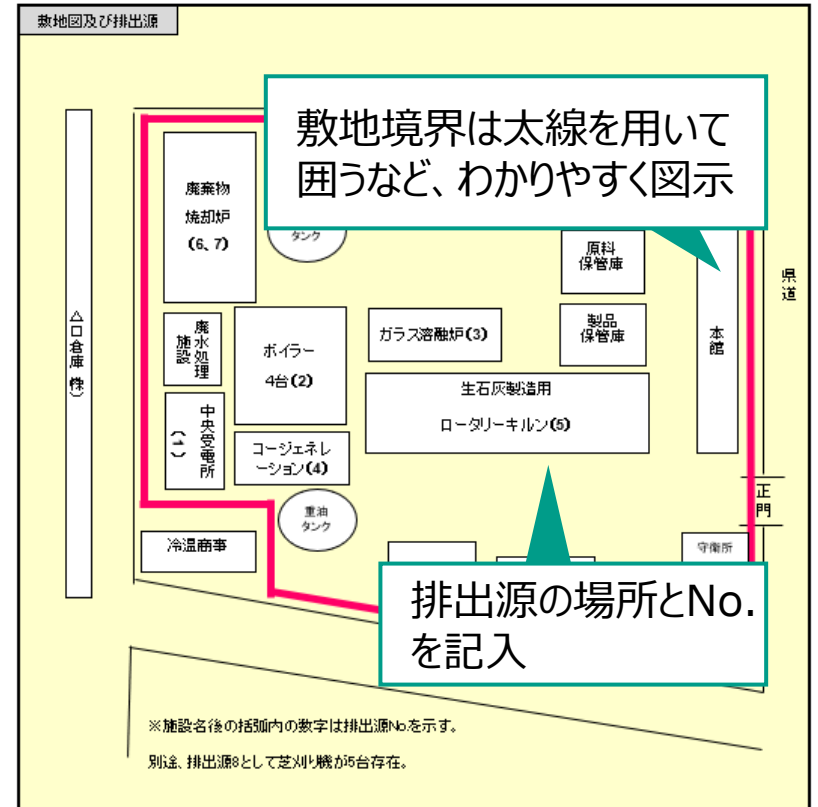 敷地図及び排出源
敷地境界は太線を用いて
囲うなど、わかりやすく図示
廃棄物
焼却炉
(6、7)
タンク
原料
保管庫
県道
△口倉庫㈱
廃水処理
施設
ボイラー
4台(2)
ガラス溶融炉(3)
製品
保管庫
本館
生石灰製造用
ロータリーキルン(5)
中央受電所
(1)
コージェネレ
ーション(4)
重油
タンク
正門
冷温商事
守衛所
排出源の場所とNo.
を記入
※施設名後の括弧内の数字は排出源No.を示す。
別途、排出源8として芝刈り機が5台存在。